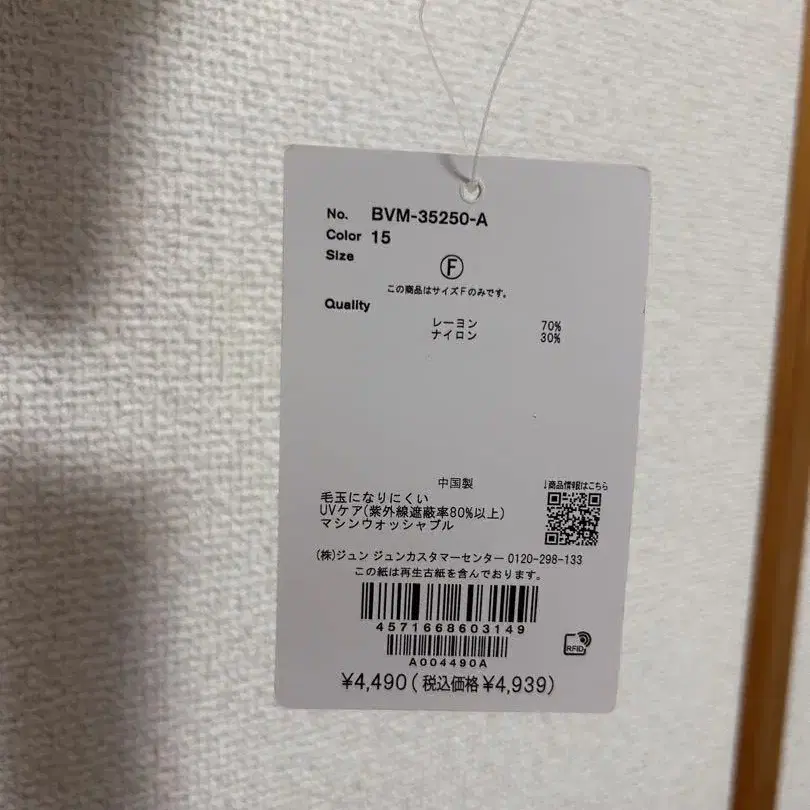 No. BVM-35250-A
Color 15
Size
Ⓕ
この商品はサイズFのみです。
Quality
レーヨン 70%
ナイロン 30%
中国製
↓商品情報はこちら
毛玉になりにくい
UVケア(紫外線遮蔽率80%以上)
マシンウォッシャブル
(株)ジュン ジュンカスタマーセンター 0120-298-133
この紙は再生古紙を含んでおります。
4571668603149
RFID
A004490A
¥4,490(税込価格¥4,939)